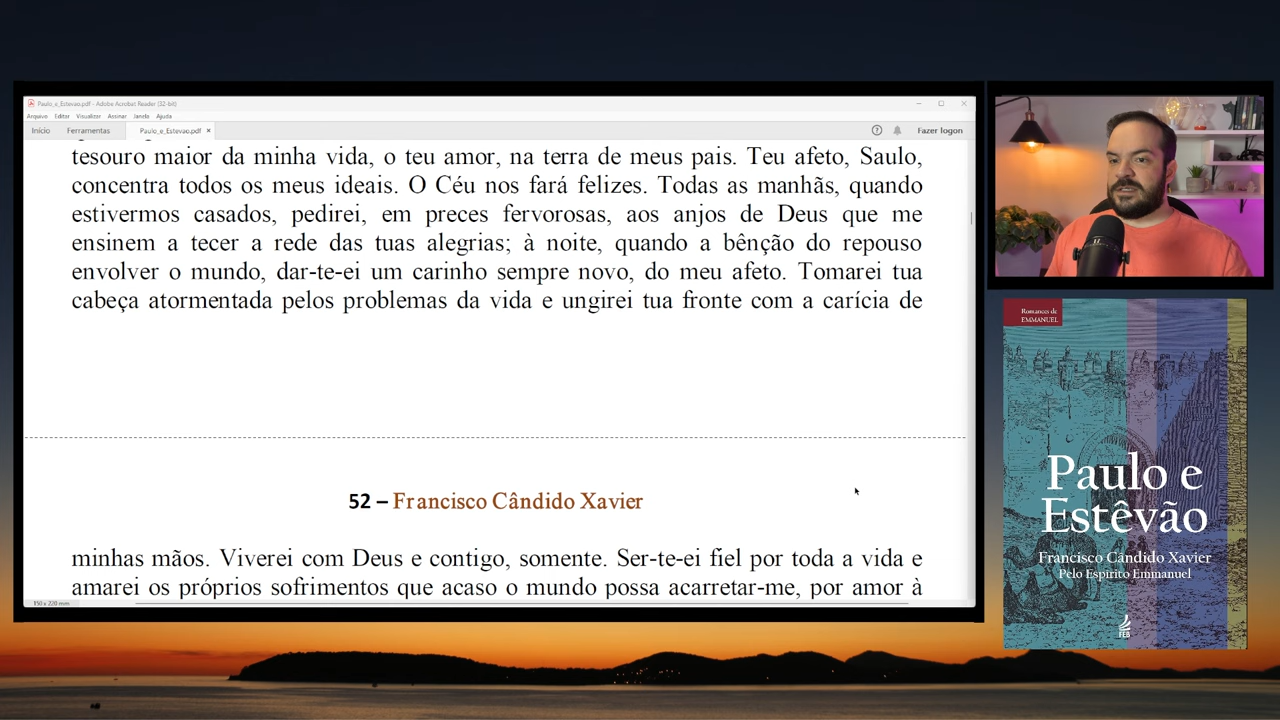 Paulo_e_Estevao.pdf - Adobe Acrobat Reader (32-bit)
Arquivo Editar Visualizar Assinar Janela Ajuda
Início Ferramentas Paulo_e_Estevao.pdf × Fazer logon
tesouro maior da minha vida, o teu amor, na terra de meus pais. Teu afeto, Saulo,
concentra todos os meus ideais. O Céu nos fará felizes. Todas as manhãs, quando
estivermos casados, pedirei, em preces fervorosas, aos anjos de Deus que me
ensinem a tecer a rede das tuas alegrias; à noite, quando a bênção do repouso
envolver o mundo, dar-te-ei um carinho sempre novo, do meu afeto. Tomarei tua
cabeça atormentada pelos problemas da vida e ungirei tua fronte com a carícia de
52 – Francisco Cândido Xavier
minhas mãos. Viverei com Deus e contigo, somente. Ser-te-ei fiel por toda a vida e
amarei os próprios sofrimentos que acaso o mundo possa acarretar-me, por amor à
150 x 220 mm
Romances de
EMMANUEL
Paulo e
Estêvão
Francisco Cândido Xavier
Pelo Espírito Emmanuel
FEB